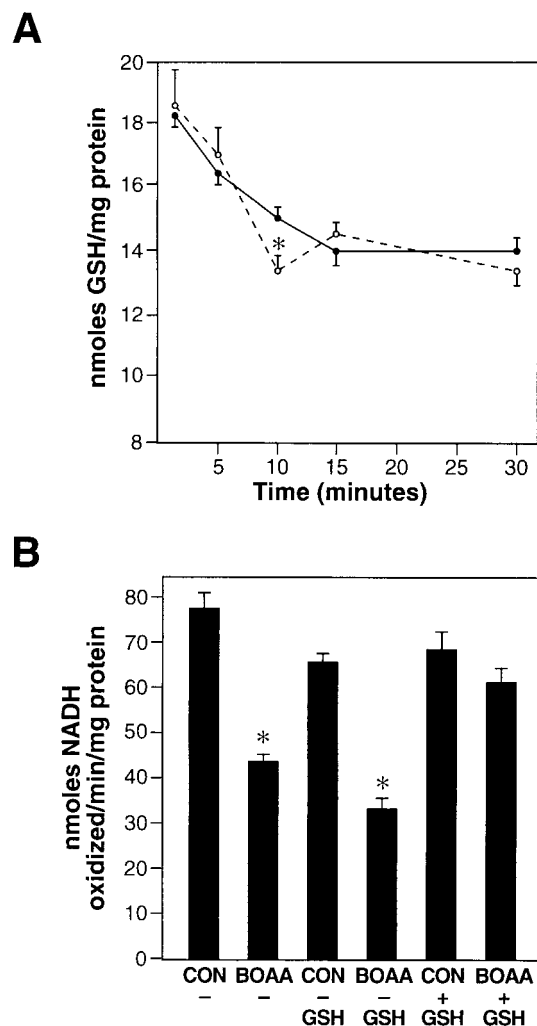 A
nmoles GSH/mg protein
20
18
16
14
12
10
8
*
5 10 15 20 25 30
Time (minutes)
B
nmoles NADH
oxidized/min/mg protein
80
70
60
50
40
30
20
10
0
*
*
CON BOAA CON BOAA CON BOAA
– – – – + +
GSH GSH GSH GSH